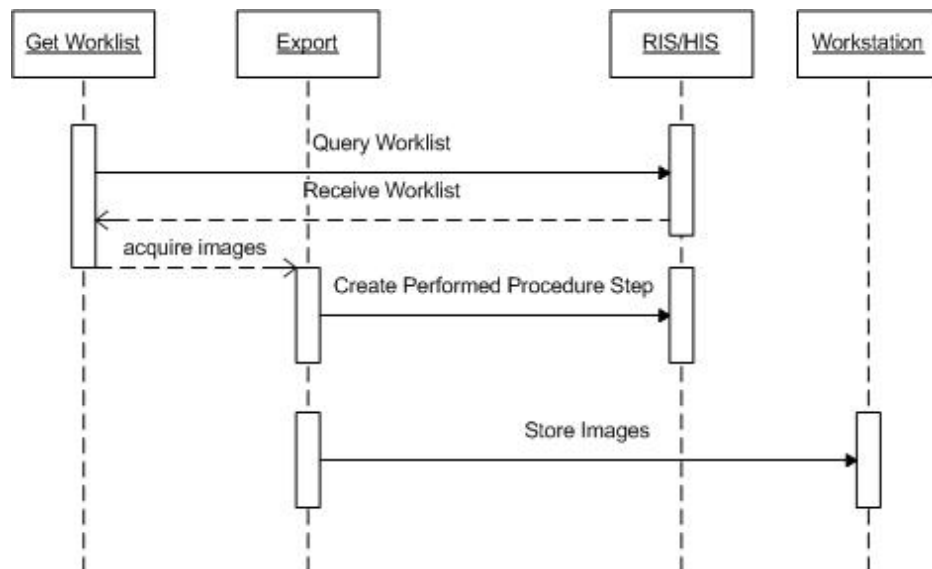 Get Worklist
Export
RIS/HIS
Workstation
Query Worklist
Receive Worklist
acquire images
Create Performed Procedure Step
Store Images